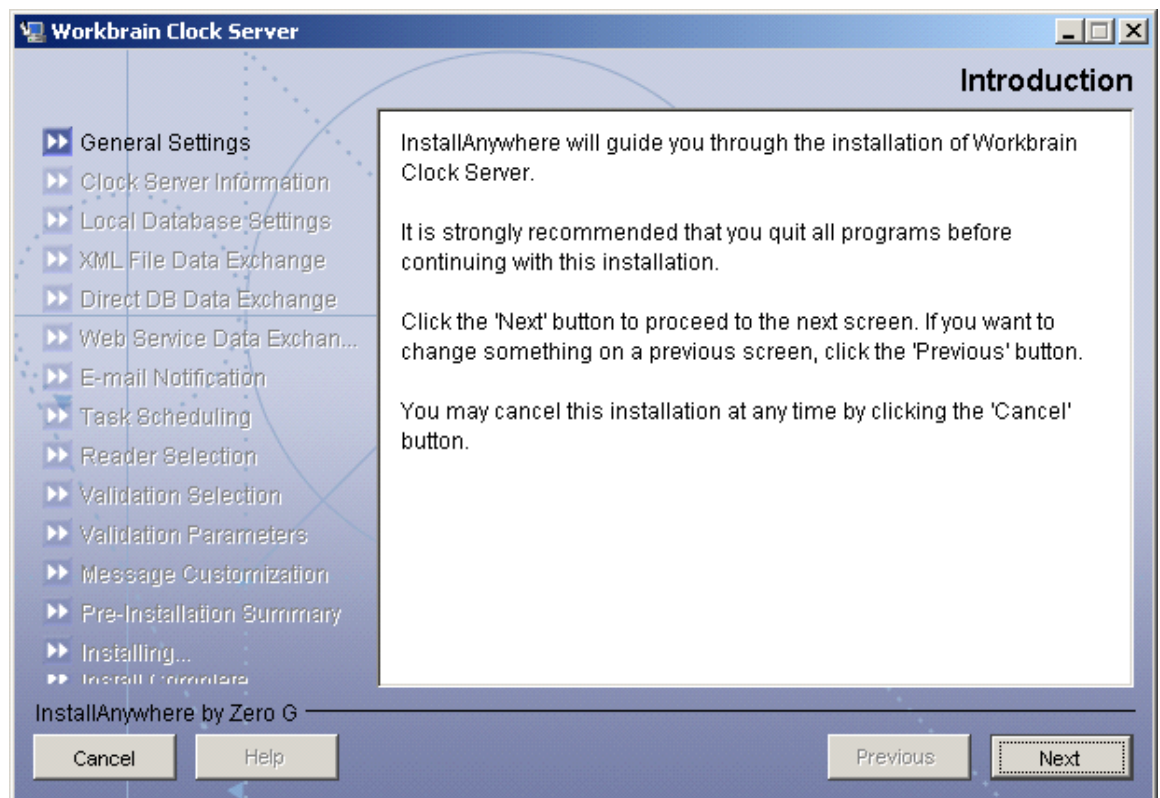 Workbrain Clock Server
Introduction
General Settings
Clock Server Information
Local Database Settings
XML File Data Exchange
Direct DB Data Exchange
Web Service Data Exchan...
E-mail Notification
Task Scheduling
Reader Selection
Validation Selection
Validation Parameters
Message Customization
Pre-Installation Summary
Installing...
Install Complete
InstallAnywhere will guide you through the installation of Workbrain
Clock Server.
It is strongly recommended that you quit all programs before
continuing with this installation.
Click the 'Next' button to proceed to the next screen. If you want to
change something on a previous screen, click the 'Previous' button.
You may cancel this installation at any time by clicking the 'Cancel'
button.
InstallAnywhere by Zero G
Cancel
Help
Previous
Next